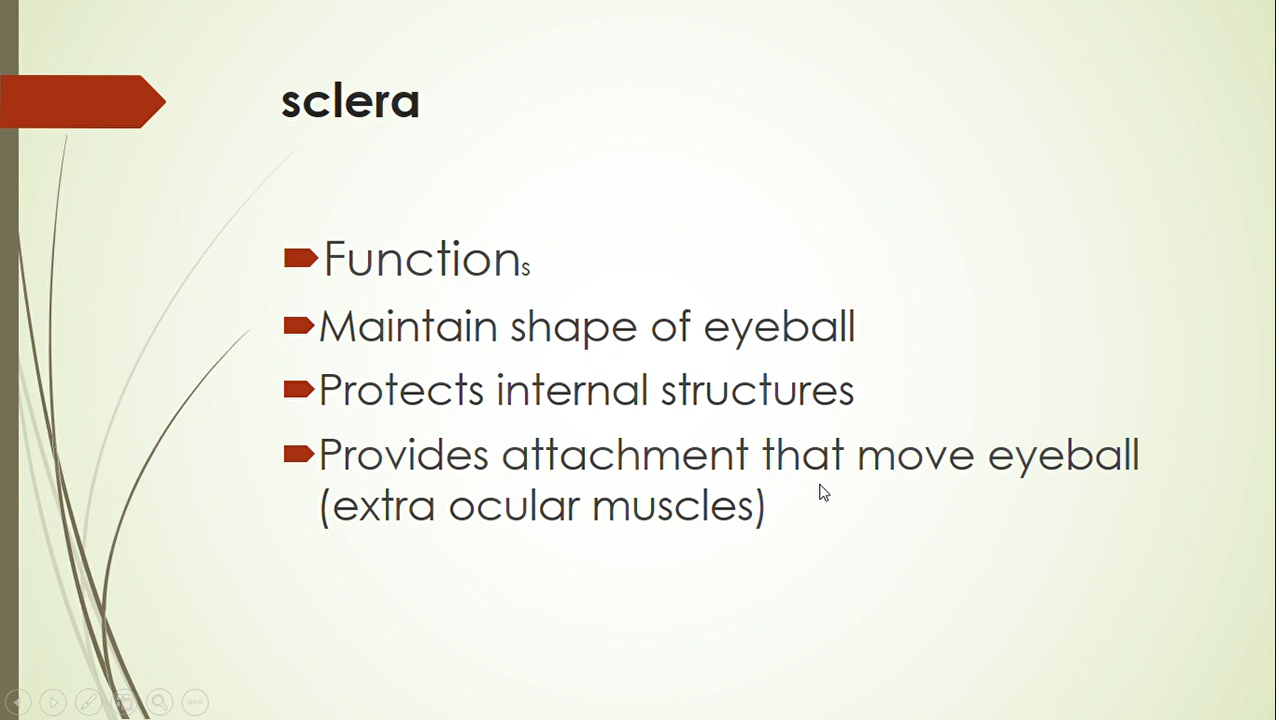 sclera
Functions
Maintain shape of eyeball
Protects internal structures
Provides attachment that move eyeball
(extra ocular muscles)